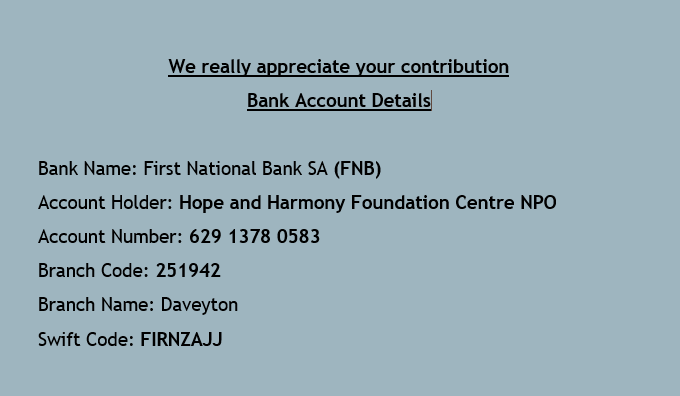 We really appreciate your contribution
Bank Account Details
Bank Name: First National Bank SA (FNB)
Account Holder: Hope and Harmony Foundation Centre NPO
Account Number: 629 1378 0583
Branch Code: 251942
Branch Name: Daveyton
Swift Code: FIRNZAJJ